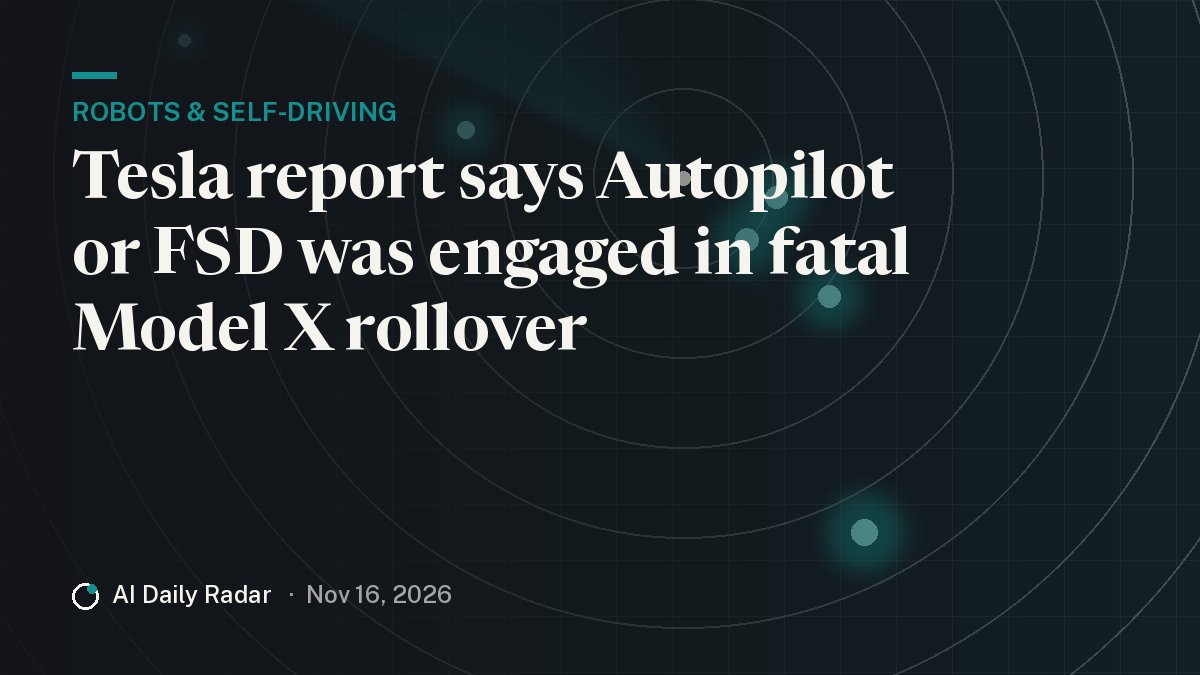 ROBOTS & SELF-DRIVING
Tesla report says Autopilot
or FSD was engaged in fatal
Model X rollover
AI Daily Radar · Nov 16, 2026